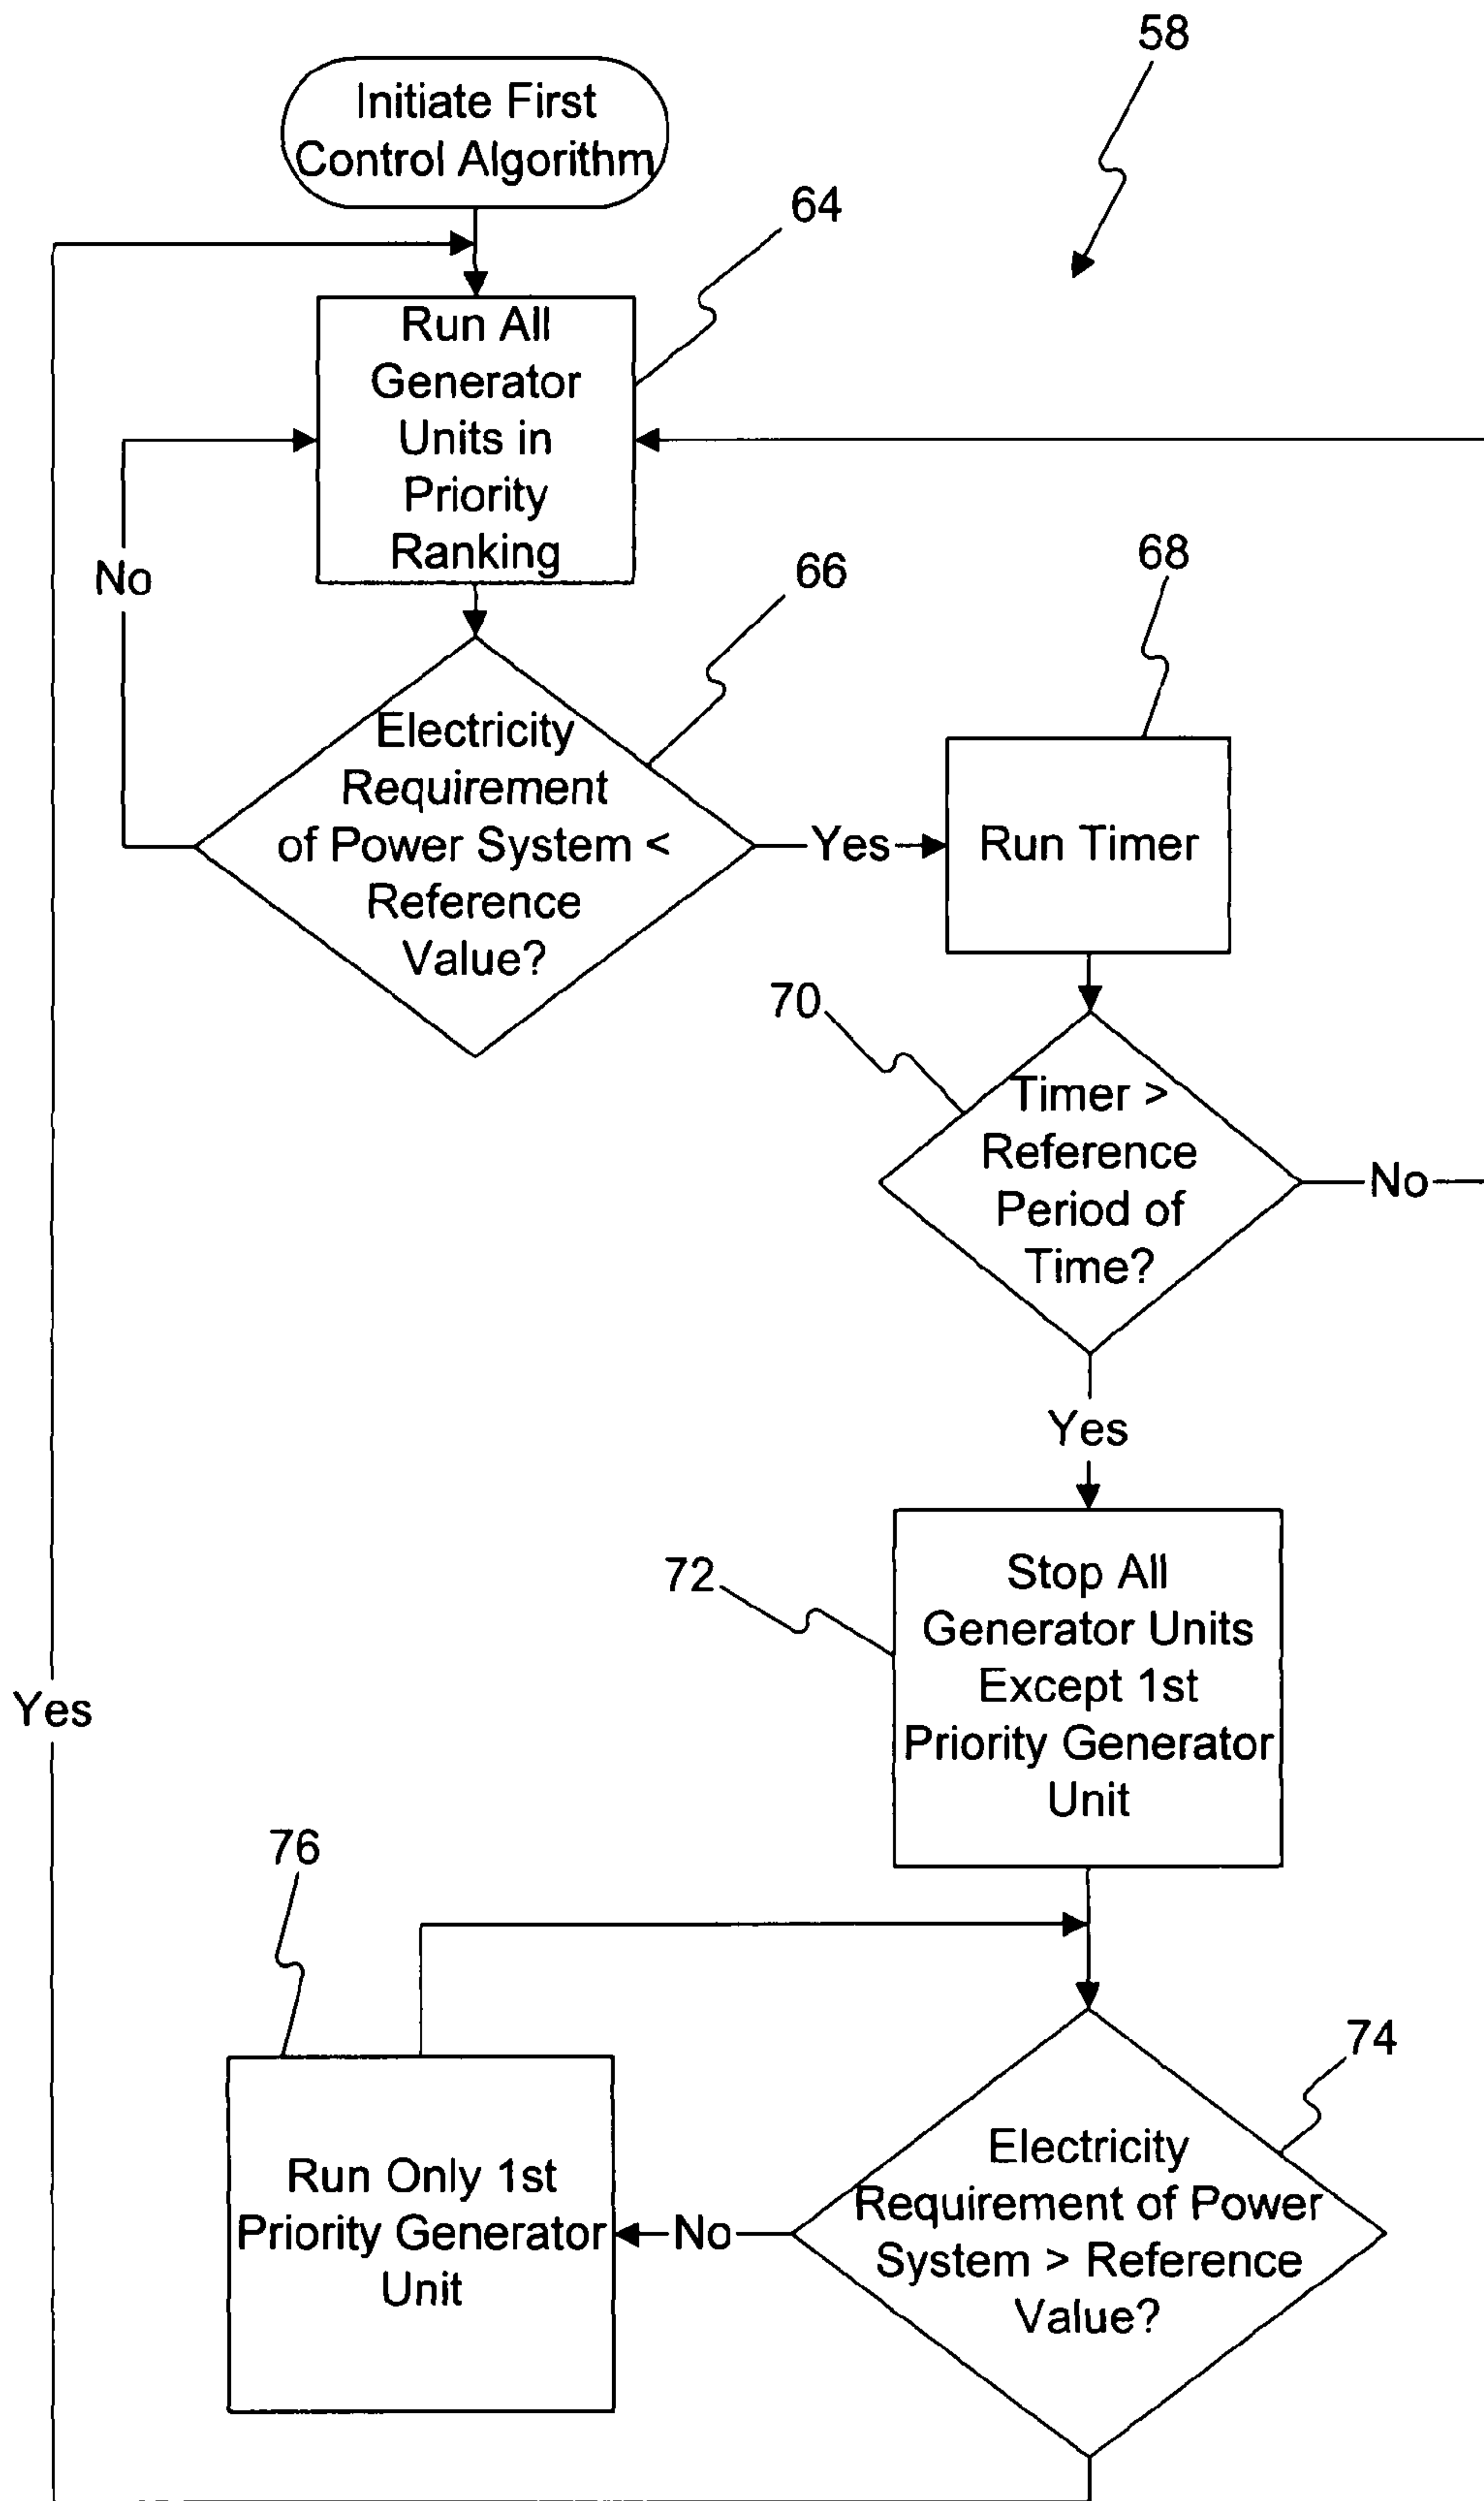 58
Initiate First
Control Algorithm
64
Run All
Generator
Units in
Priority
Ranking
No
66
68
Electricity
Requirement
of Power System <
Reference
Value?
Yes
Run Timer
70
Timer >
Reference
Period of
Time?
No
Yes
72
Stop All
Generator Units
Except 1st
Priority Generator
Unit
Yes
76
74
Run Only 1st
Priority Generator
Unit
No
Electricity
Requirement of Power
System > Reference
Value?